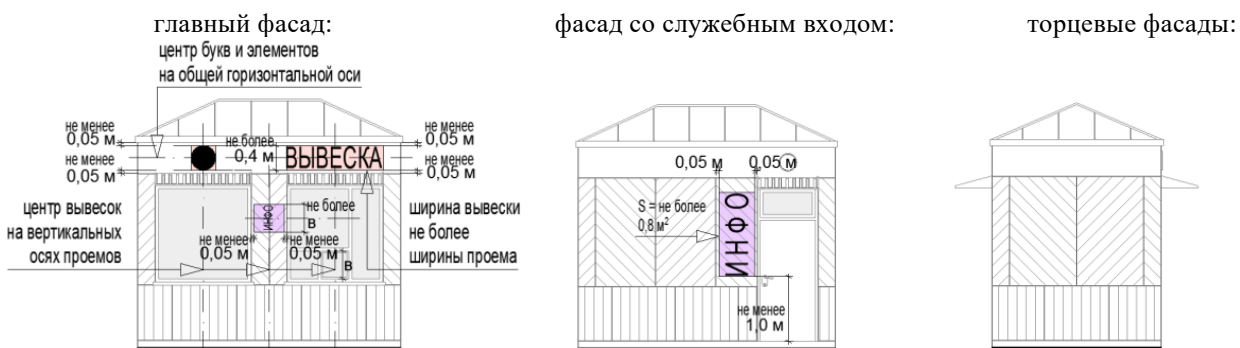 главный фасад:
фасад со служебным входом:
торцевые фасады:
центр букв и элементов
на общей горизонтальной оси
не менее
0,05 м
не менее
0,05 м
не более
0,4 м
ВЫВЕСКА
не менее
0,05 м
не менее
0,05 м
центр вывесок
на вертикальных
осях проемов
ИНФО
не более
в
не менее
0,05 м
не менее
0,05 м
в
ширина вывески
не более
ширины проема
0,05 м
0,05 м
S = не более
0,8 м²
ИНФО
не менее
1,0 м